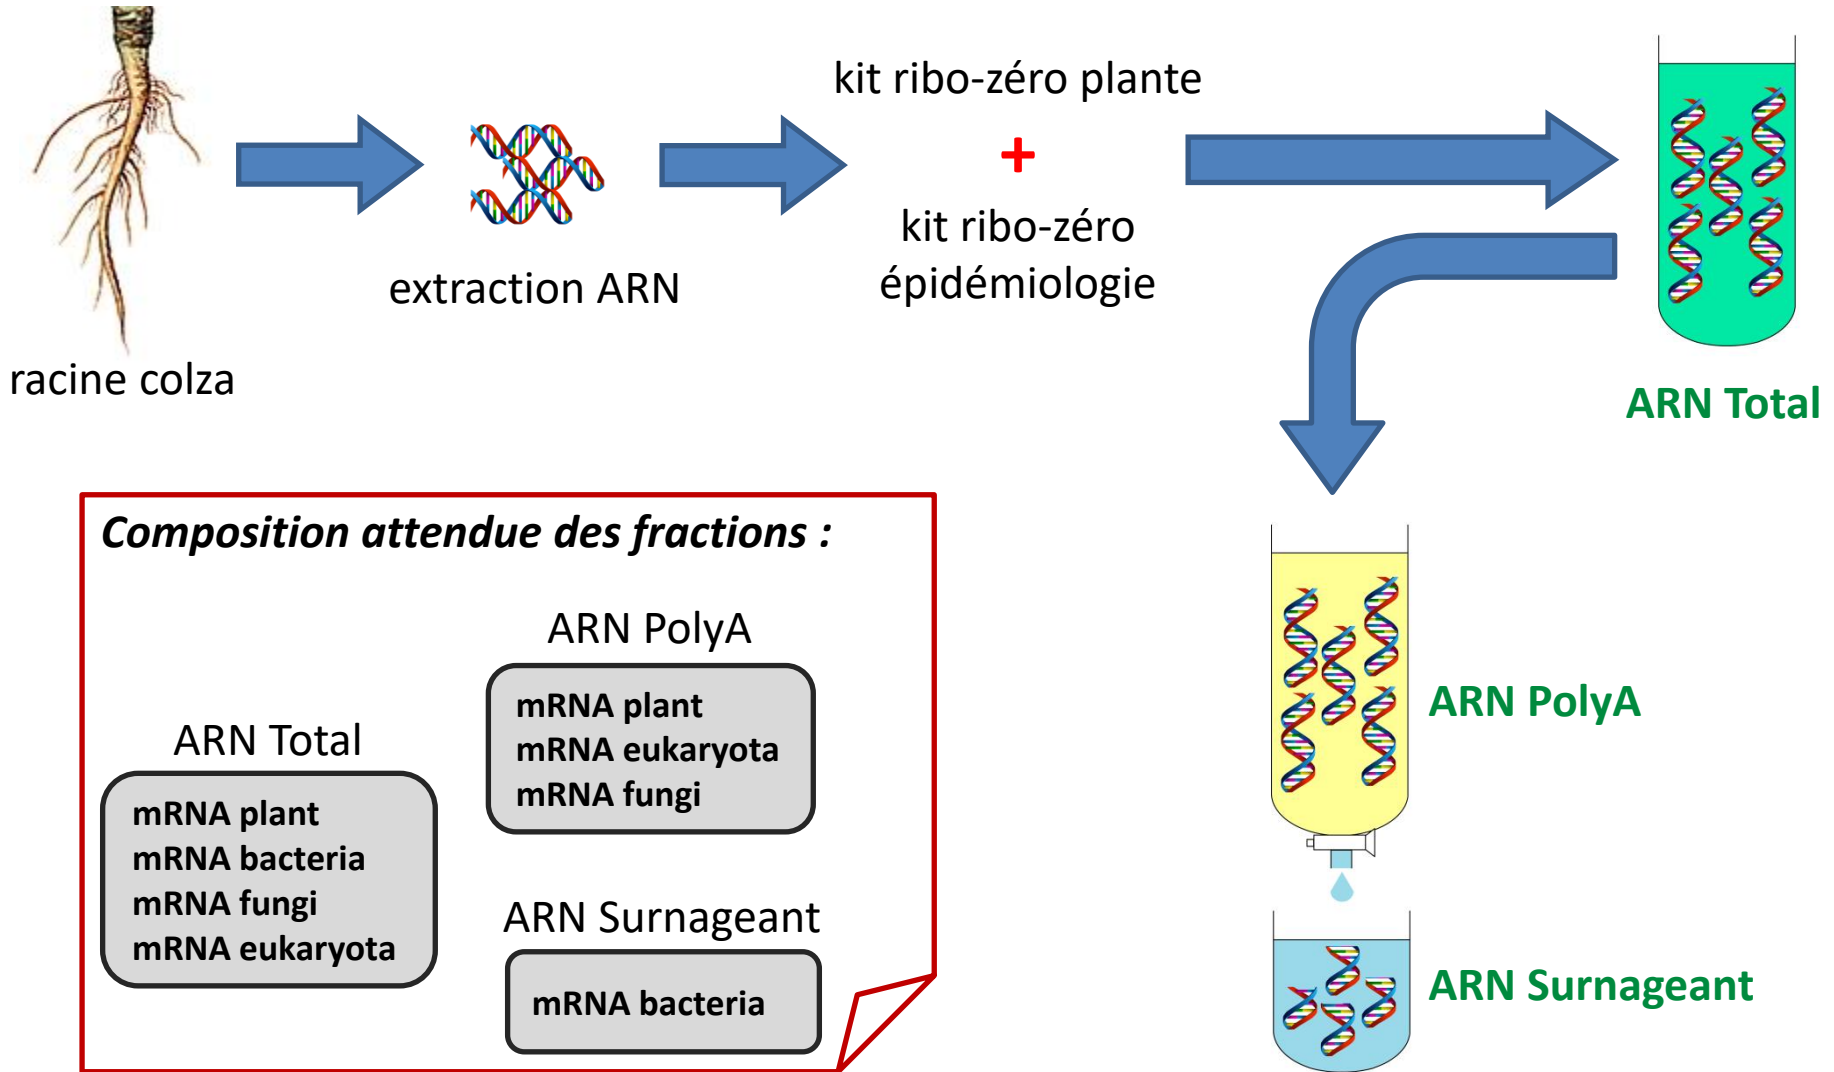 racine colza
extraction ARN
kit ribo-zéro plante
+
kit ribo-zéro
épidémiologie
ARN Total
ARN PolyA
ARN Surnageant
Composition attendue des fractions :
ARN Total
mRNA plant
mRNA bacteria
mRNA fungi
mRNA eukaryota
ARN PolyA
mRNA plant
mRNA eukaryota
mRNA fungi
ARN Surnageant
mRNA bacteria